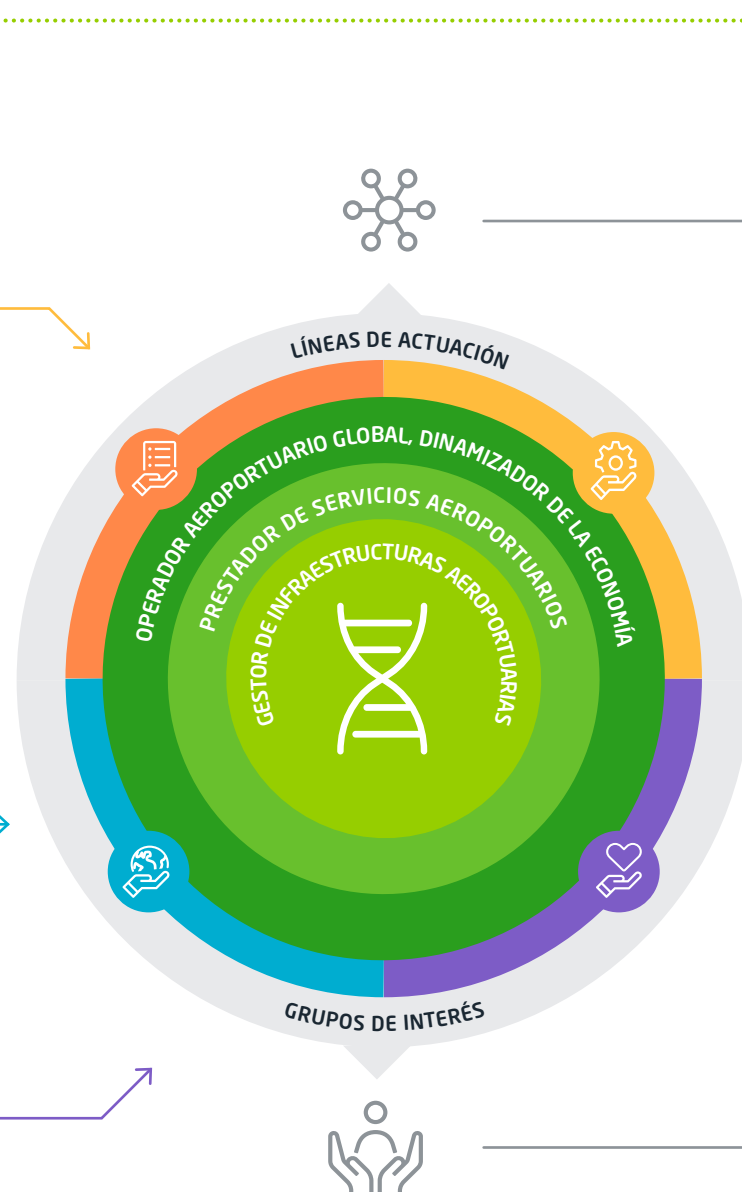 LÍNEAS DE ACTUACIÓN
OPERADOR AEROPORTUARIO GLOBAL, DINAMIZADOR DE LA ECONOMÍA
PRESTADOR DE SERVICIOS AEROPORTUARIOS
GESTOR DE INFRAESTRUCTURAS AEROPORTUARIAS
GRUPOS DE INTERÉS